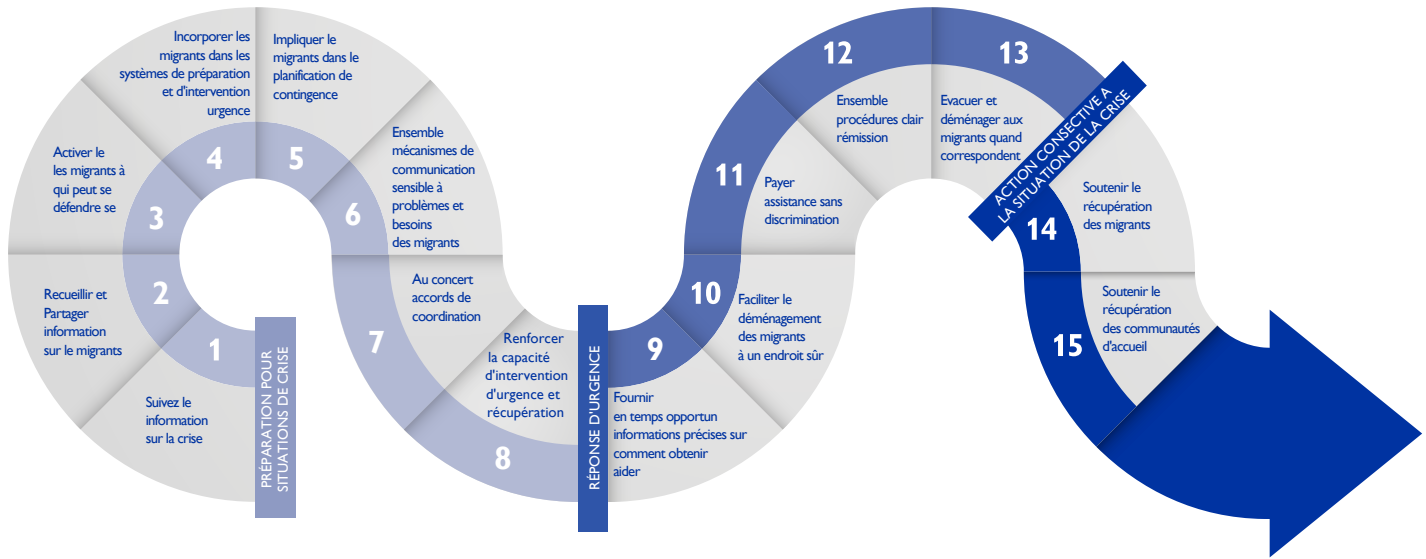 PRÉPARATION POUR
SITUATIONS DE CRISE
1
Suivez le
information
sur la crise
2
Recueillir et
Partager
information
sur le migrants
3
Activer le
les migrants à
qui peut se
défendre se
4
Incorporer les
migrants dans les
systèmes de préparation
et d'intervention
urgence
5
Impliquer le
migrants dans le
planification de
contingence
6
Ensemble
mécanismes de
communication
sensible à
problèmes et
besoins
des migrants
7
Au concert
accords de
coordination
8
Renforcer
la capacité
d'intervention
d'urgence et
récupération
RÉPONSE D'URGENCE
9
Fournir
en temps opportun
informations précises sur
comment obtenir
aider
10
Faciliter le
déménagement
des migrants
à un endroit sûr
11
Payer
assistance sans
discrimination
12
Ensemble
procédures clair
rémission
13
Evacuer et
déménager aux
migrants quand
correspondent
ACTION CONSECTIVE A
LA SITUATION DE LA CRISE
14
Soutenir le
récupération
des migrants
15
Soutenir le
récupération
des communautés
d'accueil